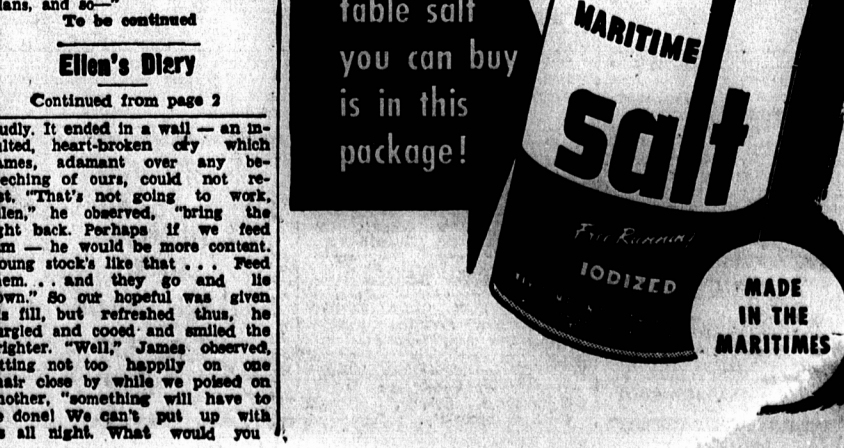 ians, and so—"
To be continued
Ellen's Diary
Continued from page 2
udly. It ended in a wail — an in-
ulted, heart-broken cry which
ames, adamant over any be-
eeching of ours, could not re-
st. "That's not going to work,
llen," he observed, "bring the
ght back. Perhaps if we feed
im — he would be more content.
oung stock's like that . . . Feed
hem. . . and they go and lie
own." So our hopeful was given
is fill, but refreshed thus, he
urgled and cooed and smiled the
righter. "Well," James observed,
itting not too happily on one
hair close by while we poised on
nother, "something will have to
e done! We can't put up with
s all night. What would you
table salt
you can buy
is in this
package!
MARITIME
salt
Free Running
IODIZED
MADE
IN THE
MARITIMES